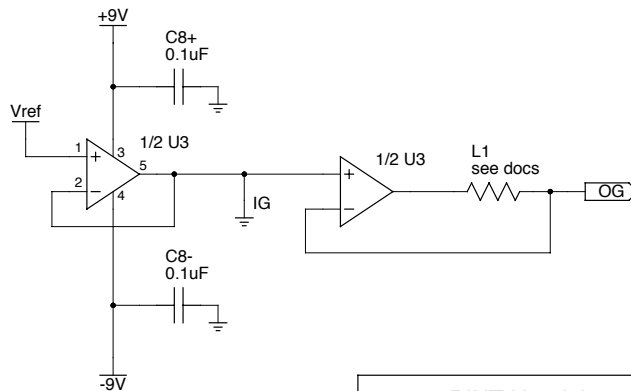 +9V
C8+
0.1uF
Vref
1/2 U3
1
+
3
5
2
−
4
IG
1/2 U3
+
−
L1
see docs
OG
C8-
0.1uF
-9V